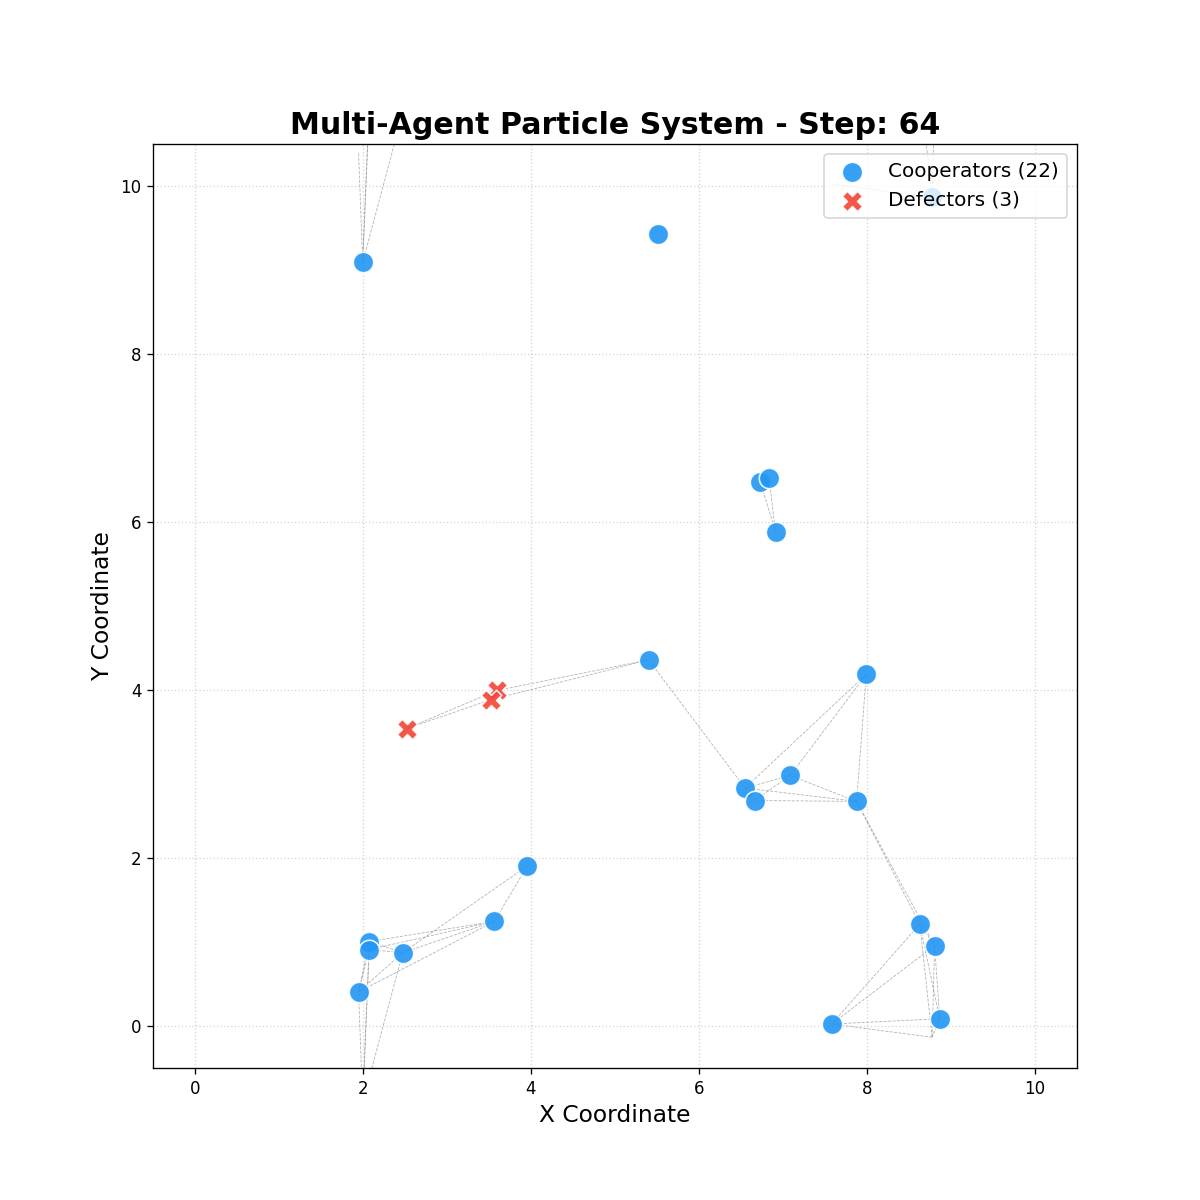 Multi-Agent Particle System - Step: 64
Cooperators (22)
Defectors (3)
10
8
6
4
2
0
Y Coordinate
0 2 4 6 8 10
X Coordinate